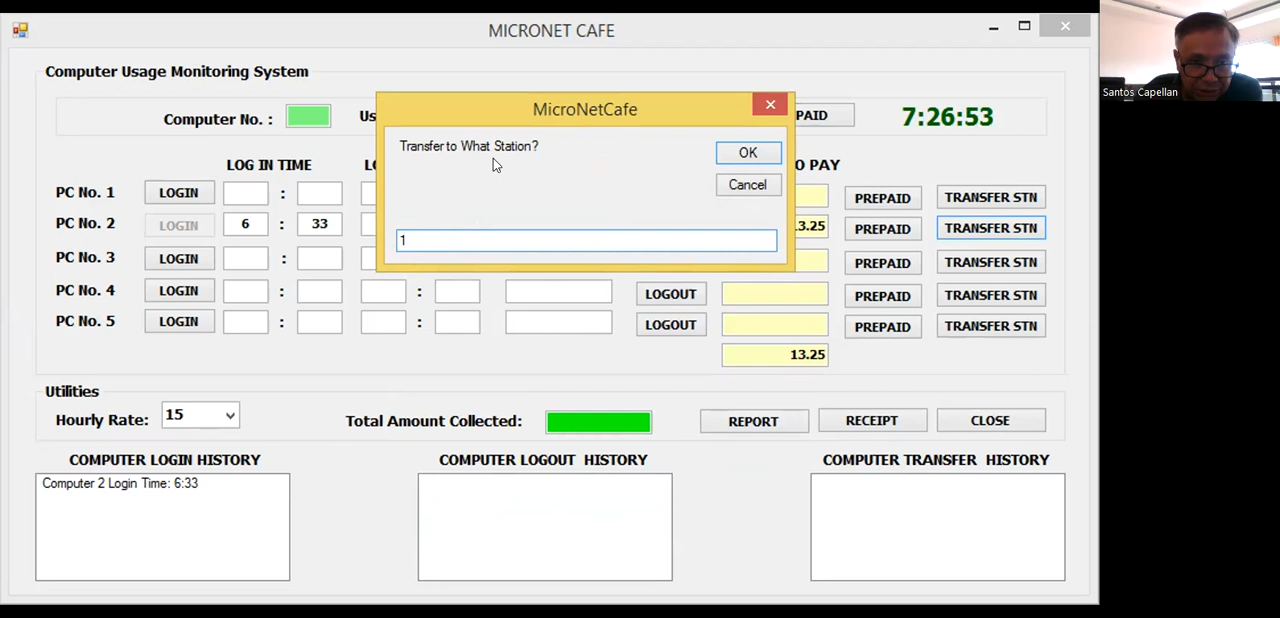 MICRONET CAFE
Santos Capellan
Computer Usage Monitoring System
Computer No. :
Us
PAID
7:26:53
MicroNetCafe
Transfer to What Station?
OK
Cancel
1
LOG IN TIME
O PAY
PC No. 1 LOGIN : PREPAID TRANSFER STN
PC No. 2 LOGIN 6 : 33 3.25 PREPAID TRANSFER STN
PC No. 3 LOGIN : PREPAID TRANSFER STN
PC No. 4 LOGIN : : LOGOUT PREPAID TRANSFER STN
PC No. 5 LOGIN : : LOGOUT PREPAID TRANSFER STN
13.25
Utilities
Hourly Rate: 15 Total Amount Collected: REPORT RECEIPT CLOSE
COMPUTER LOGIN HISTORY COMPUTER LOGOUT HISTORY COMPUTER TRANSFER HISTORY
Computer 2 Login Time: 6:33